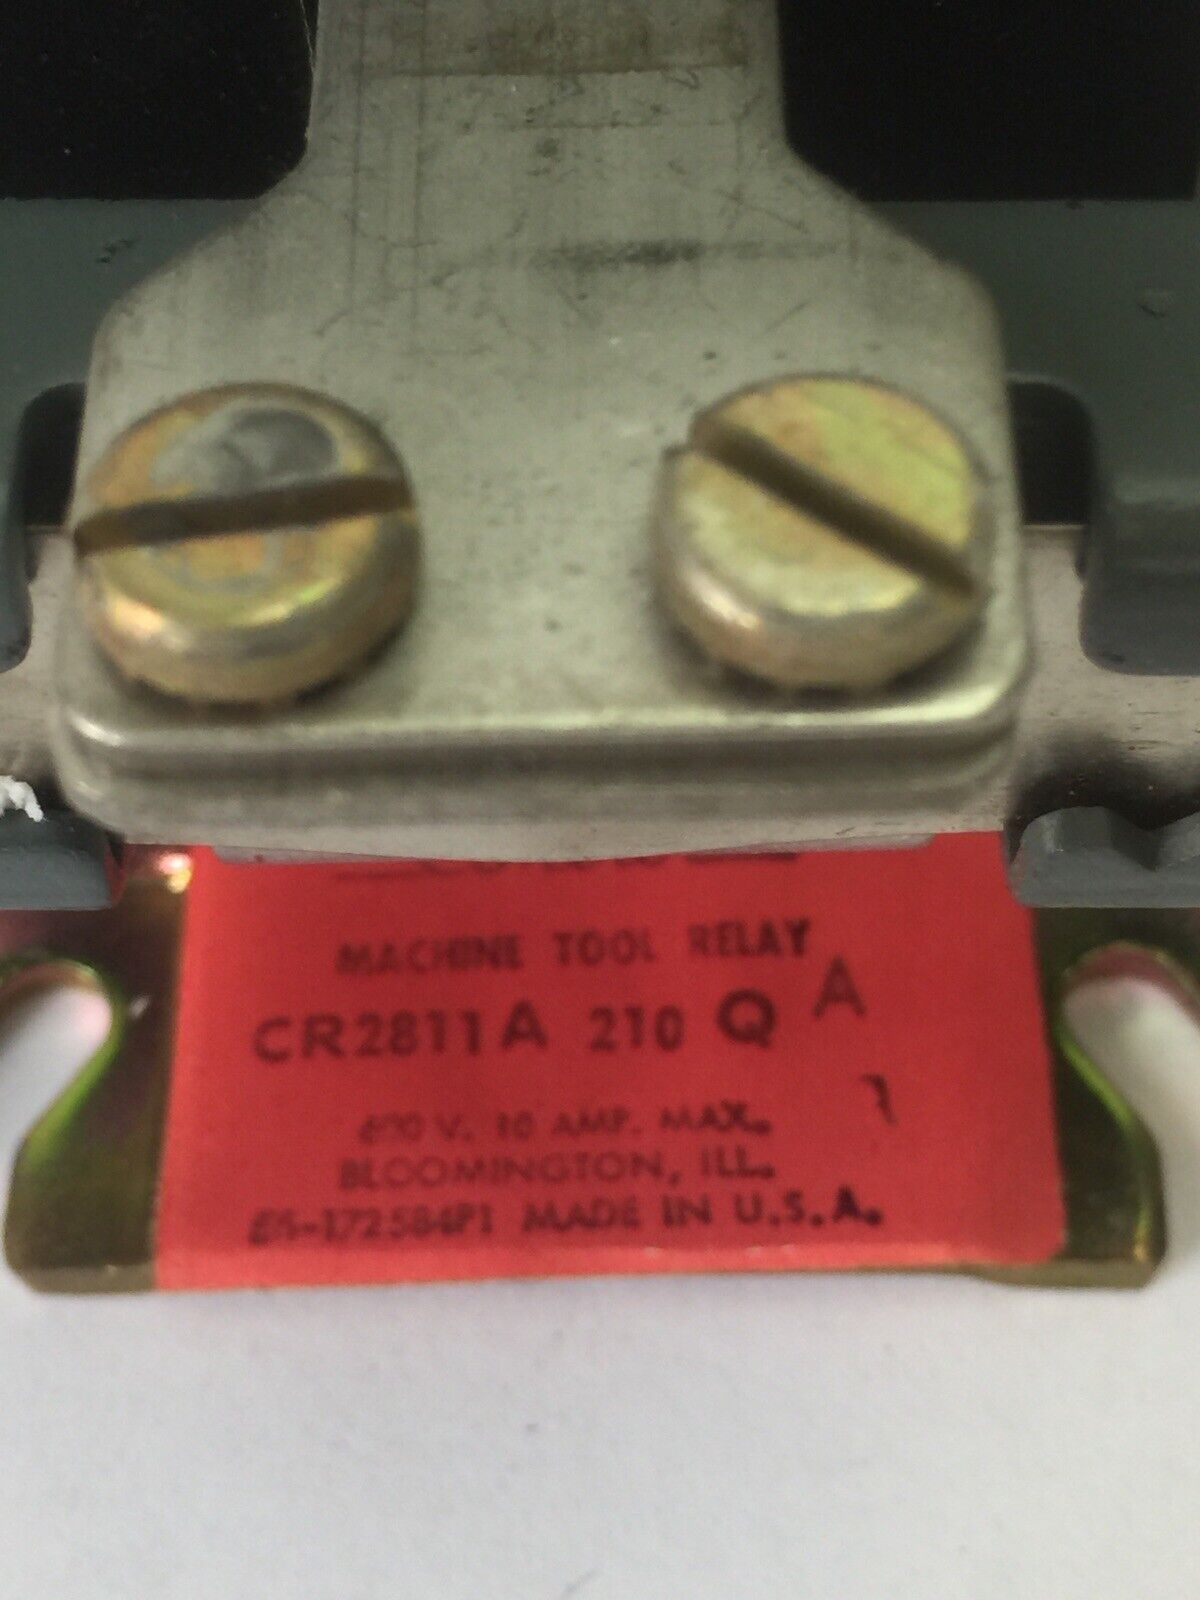 MACHINE TOOL RELAY
CR2811A 210 Q A
600 V. 10 AMP. MAX.
BLOOMINGTON, ILL.
MADE IN U.S.A.